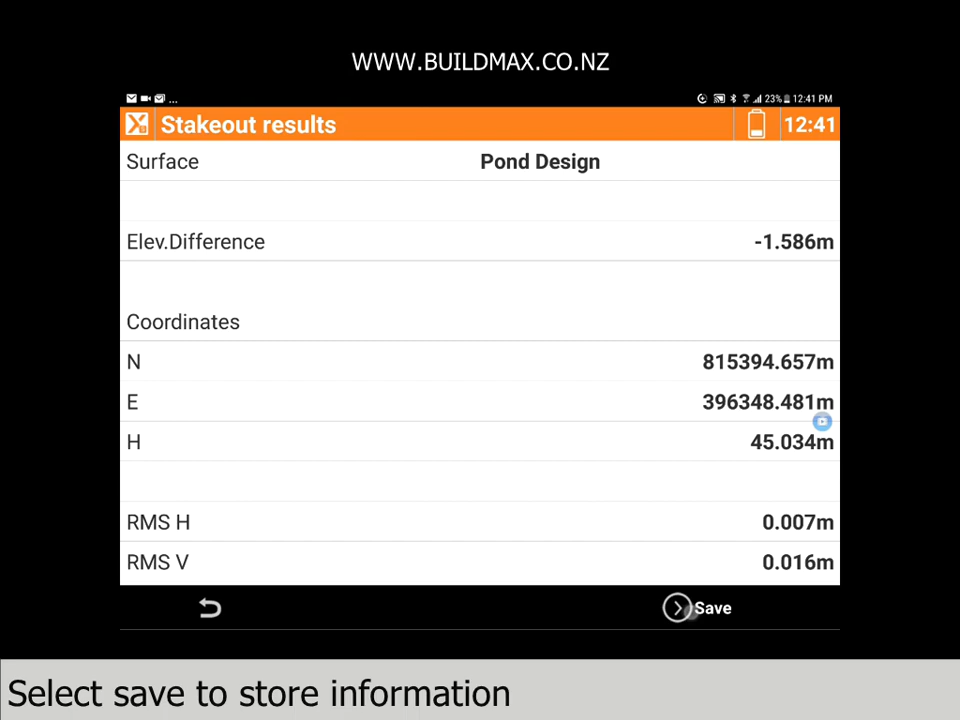 WWW.BUILDMAX.CO.NZ
... 23% 12:41 PM
Stakeout results 12:41
Surface Pond Design
Elev.Difference -1.586m
Coordinates
N 815394.657m
E 396348.481m
H 45.034m
RMS H 0.007m
RMS V 0.016m
Save
Select save to store information